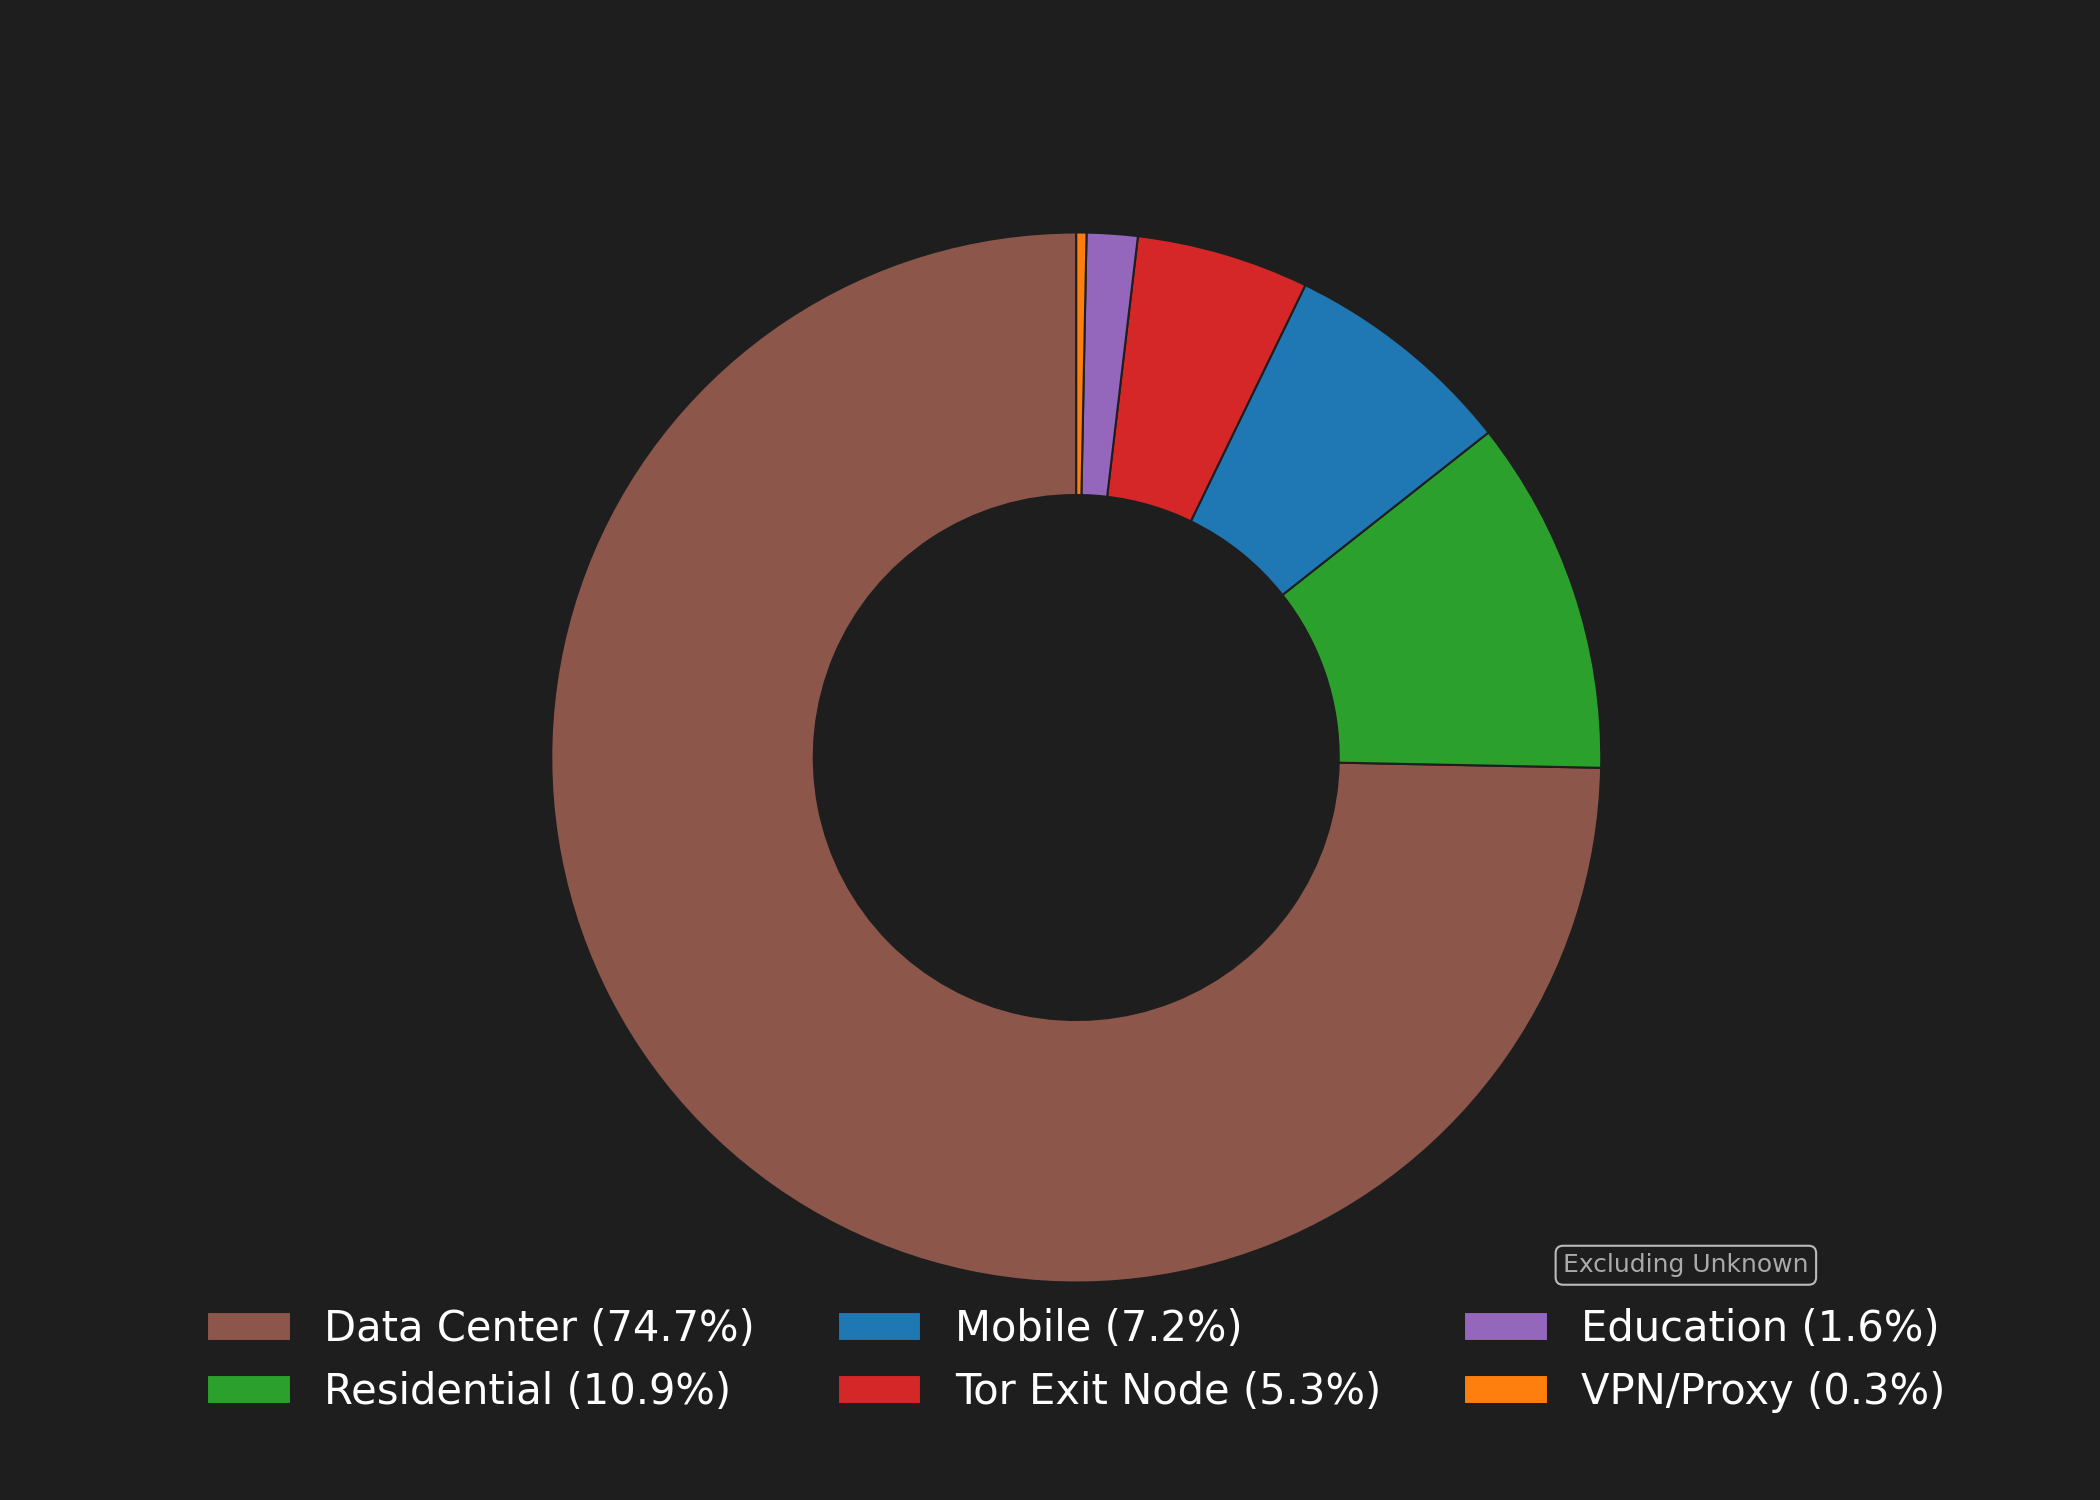 Excluding Unknown
Data Center (74.7%)
Residential (10.9%)
Mobile (7.2%)
Tor Exit Node (5.3%)
Education (1.6%)
VPN/Proxy (0.3%)